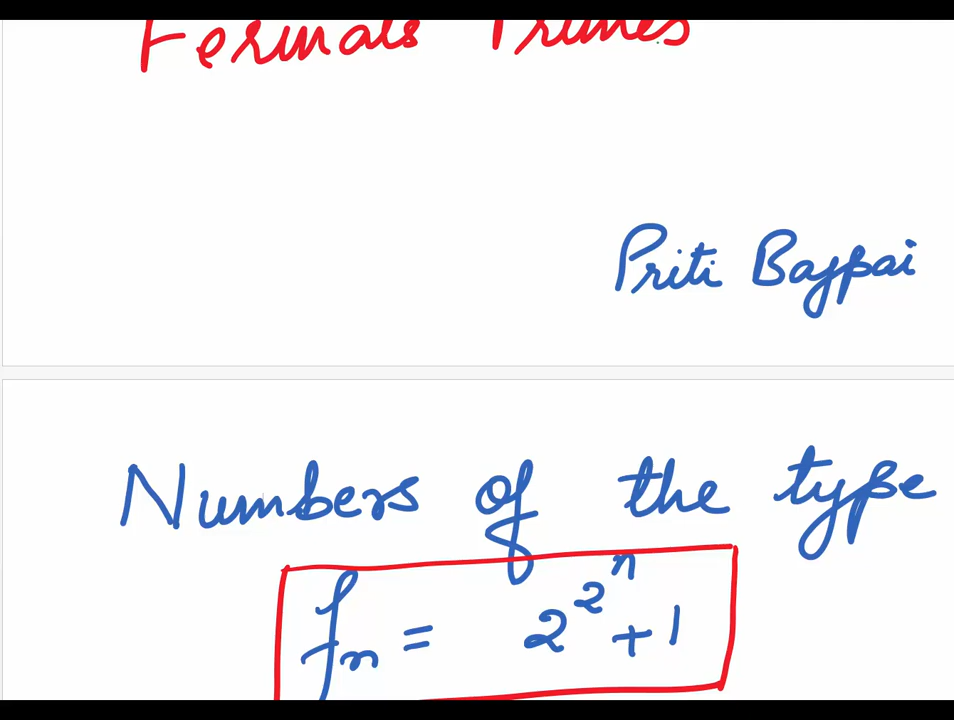 Fermats Primes
Priti Bajpai
Numbers of the type
fₙ = 2^2^n + 1